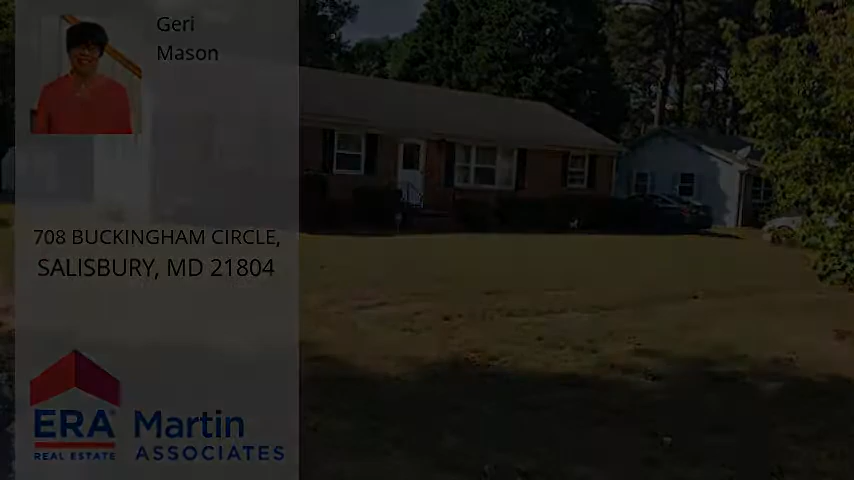 Geri
Mason
708 BUCKINGHAM CIRCLE,
SALISBURY, MD 21804
ERA
REAL ESTATE
Martin
ASSOCIATES